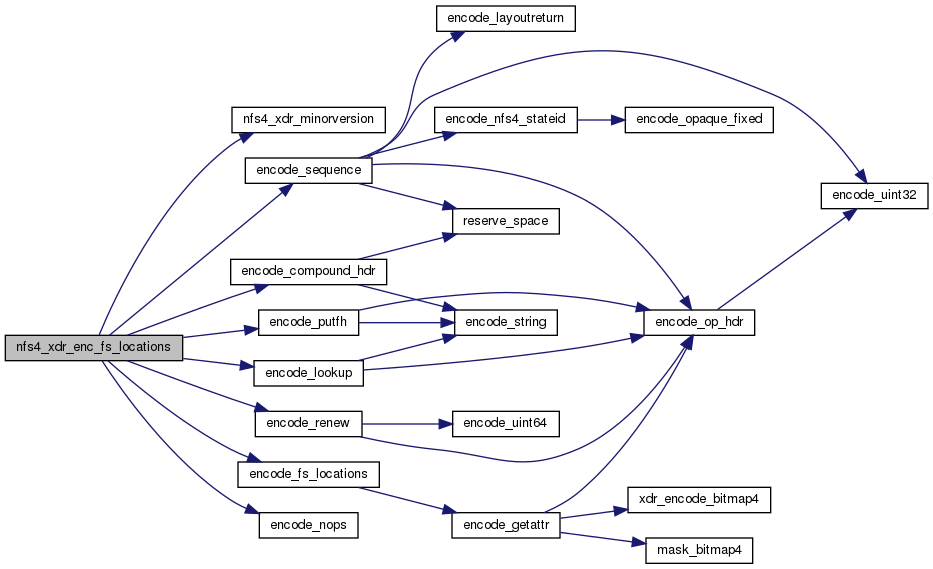 encode_layoutreturn
nfs4_xdr_minorversion
encode_nfs4_stateid
encode_opaque_fixed
encode_sequence
encode_uint32
reserve_space
encode_compound_hdr
encode_putfh
encode_string
encode_op_hdr
nfs4_xdr_enc_fs_locations
encode_lookup
encode_renew
encode_uint64
encode_fs_locations
xdr_encode_bitmap4
encode_nops
encode_getattr
mask_bitmap4